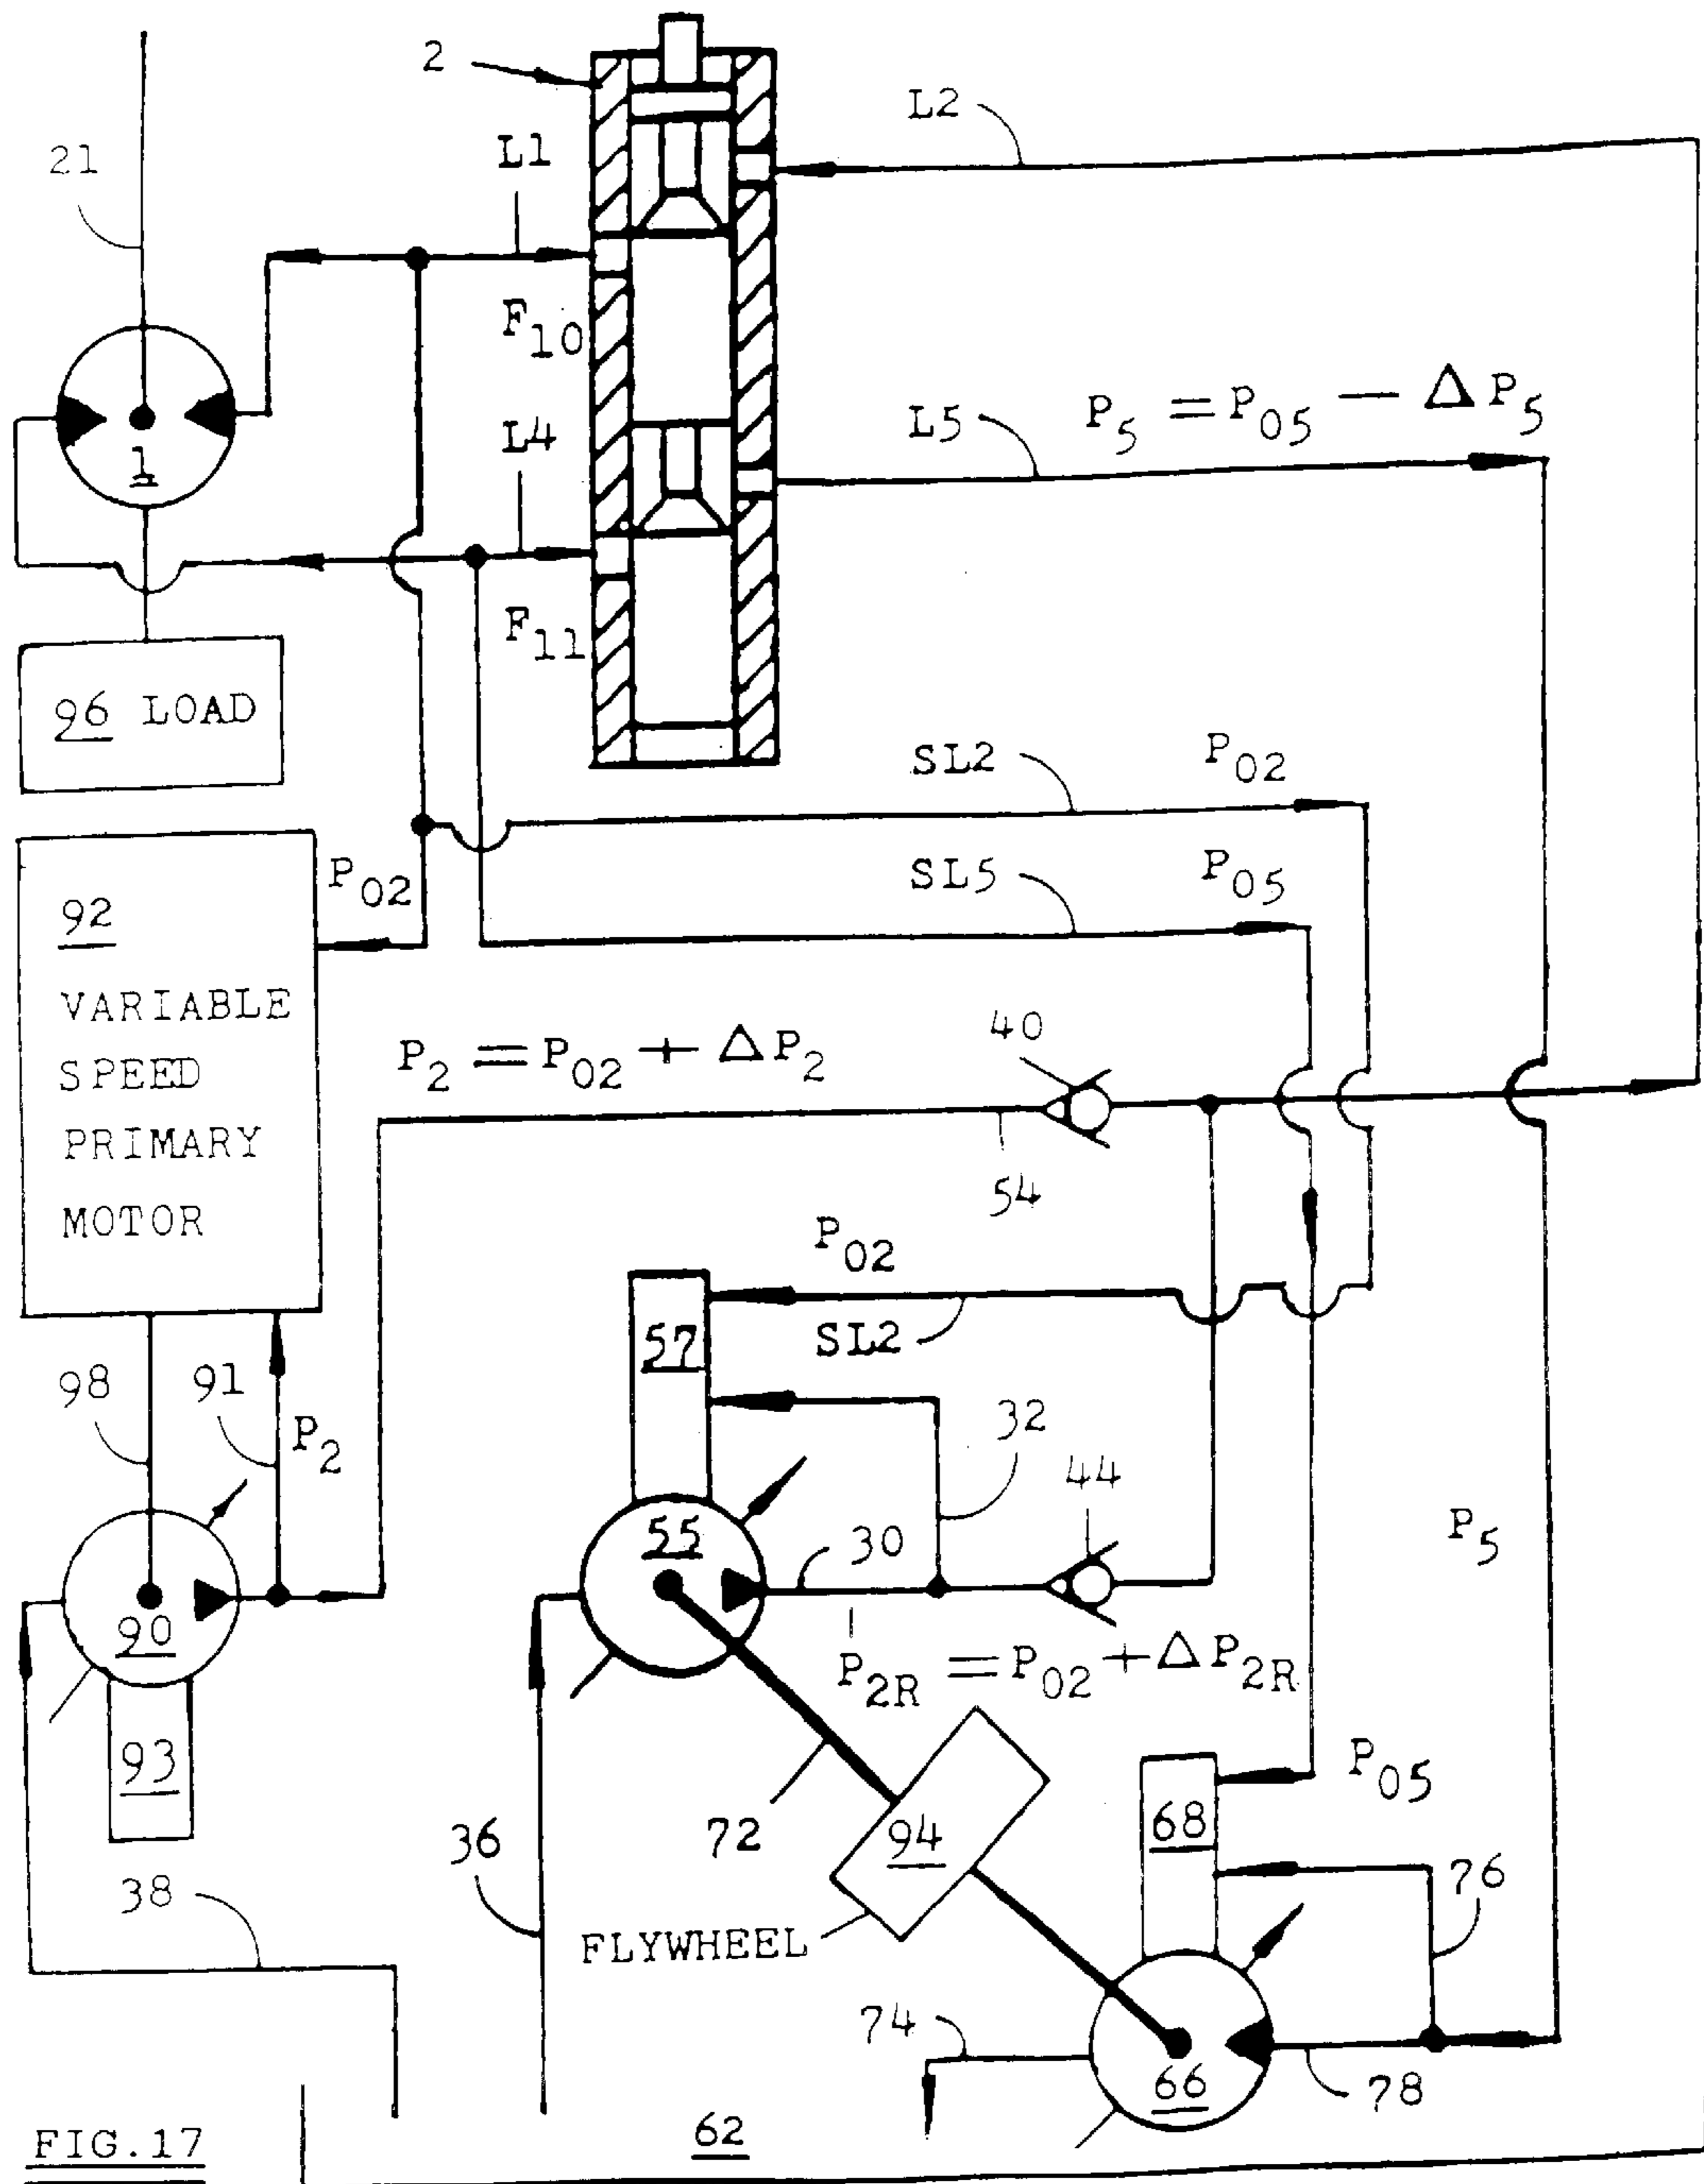 2
L2
21
L1
F10
L4
L5
P5 = P05 − ΔP5
1
F11
96 LOAD
SL2
P02
P02
SL5
P05
92
VARIABLE
SPEED
PRIMARY
MOTOR
P2 = P02 + ΔP2
40
54
P02
57
SL2
98
91
P2
32
44
55
30
P5
90
P2R = P02 + ΔP2R
93
72
36
94
68
P05
76
38
FLYWHEEL
74
66
78
FIG.17
62